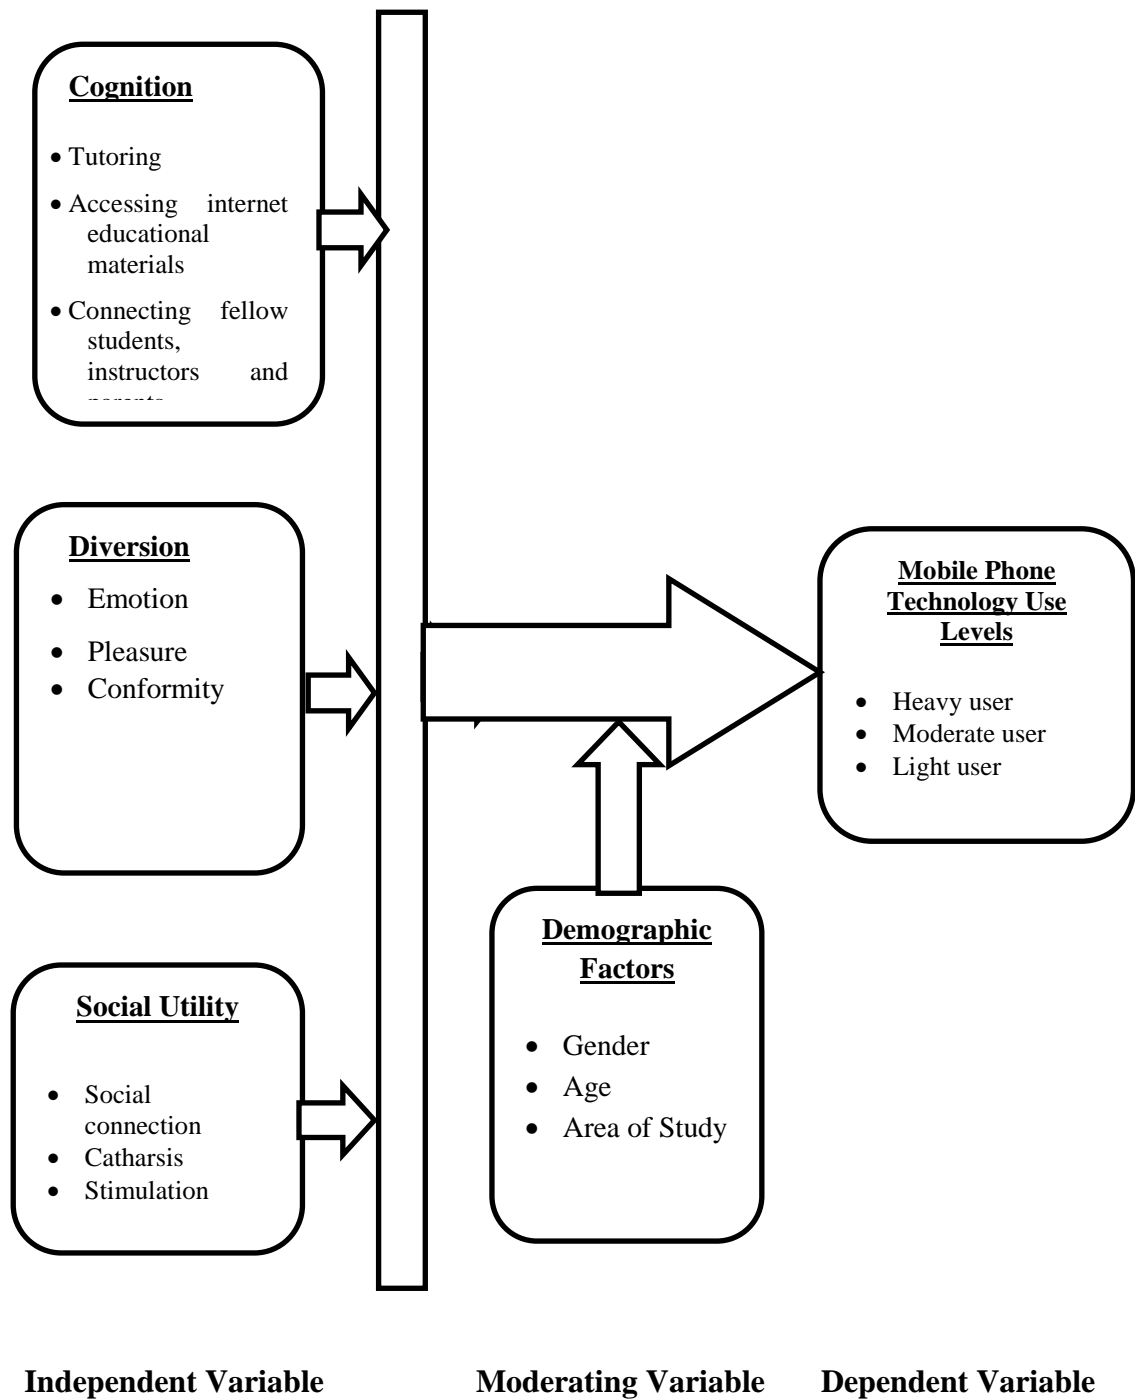 Cognition
• Tutoring
• Accessing internet
educational
materials
• Connecting fellow
students,
instructors and
Diversion
• Emotion
• Pleasure
• Conformity
Social Utility
• Social
connection
• Catharsis
• Stimulation
Demographic
Factors
• Gender
• Age
• Area of Study
Mobile Phone
Technology Use
Levels
• Heavy user
• Moderate user
• Light user
Independent Variable
Moderating Variable
Dependent Variable